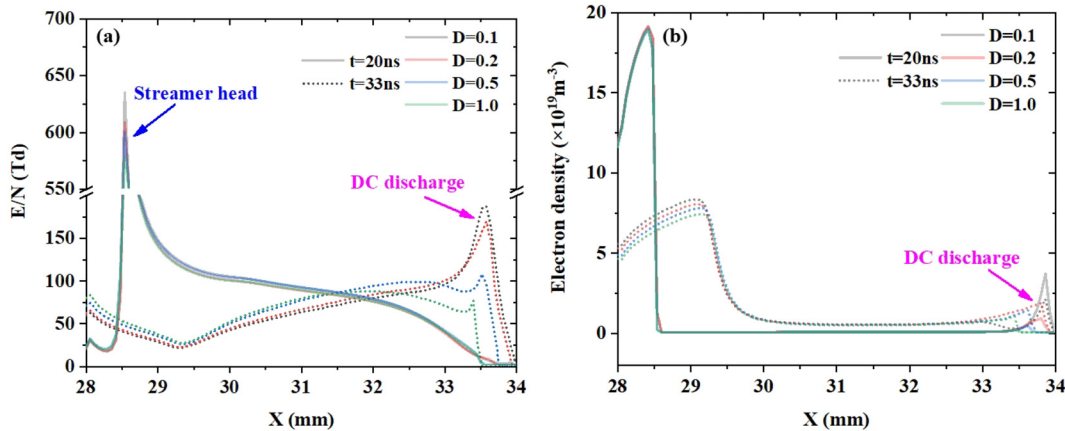 (a)
t=20ns
t=33ns
D=0.1
D=0.2
D=0.5
D=1.0
Streamer head
DC discharge
E/N (Td)
700
650
600
550
150
100
50
0
28
29
30
31
32
33
34
X (mm)
(b)
t=20ns
t=33ns
D=0.1
D=0.2
D=0.5
D=1.0
DC discharge
Electron density (×10¹⁹m⁻³)
20
15
10
5
0
28
29
30
31
32
33
34
X (mm)